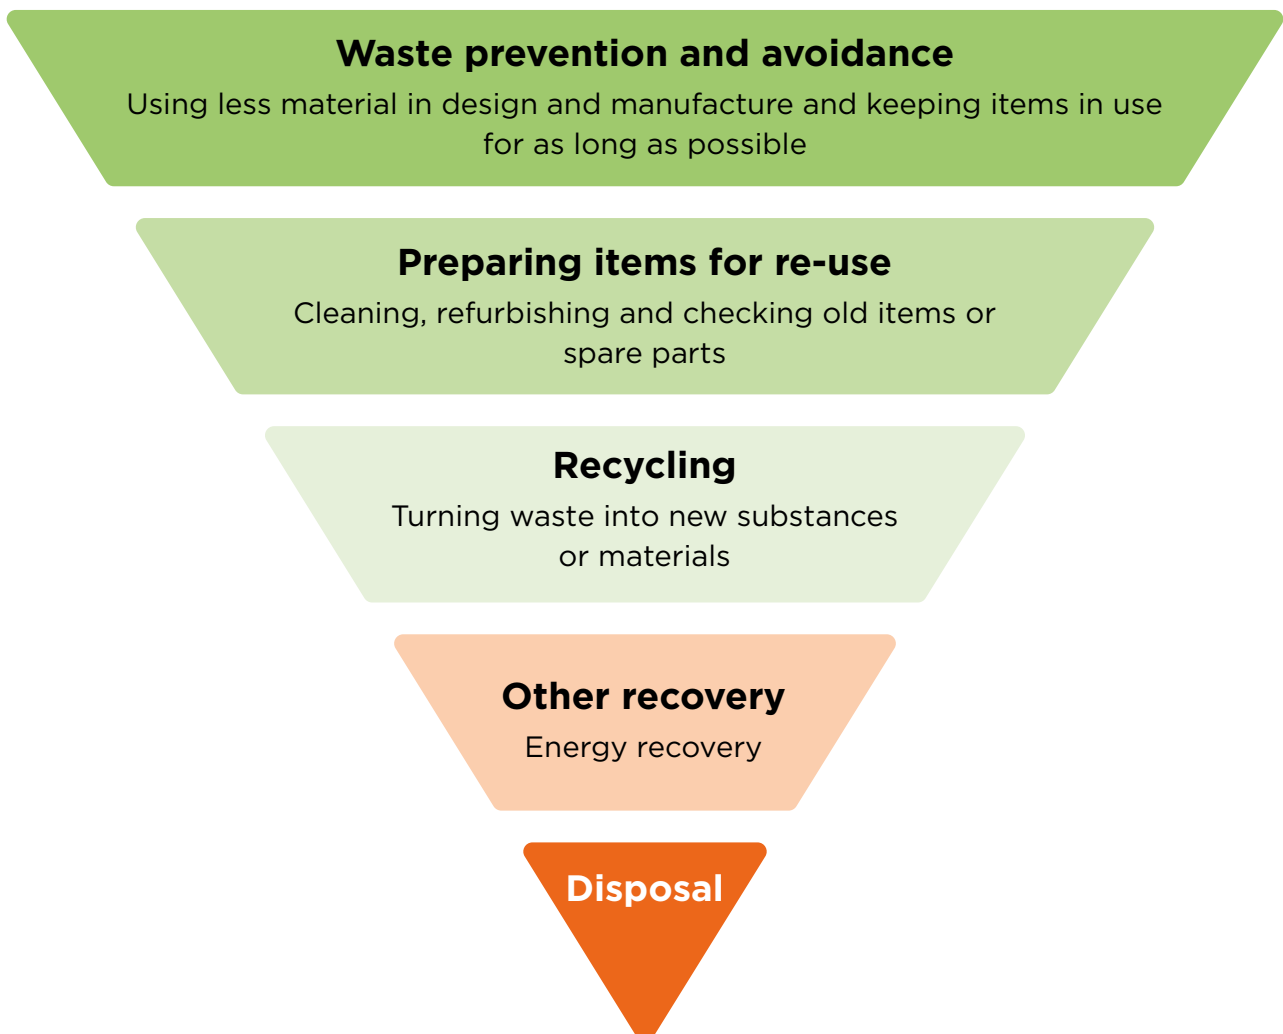 Waste prevention and avoidance
Using less material in design and manufacture and keeping items in use
for as long as possible
Preparing items for re-use
Cleaning, refurbishing and checking old items or
spare parts
Recycling
Turning waste into new substances
or materials
Other recovery
Energy recovery
Disposal